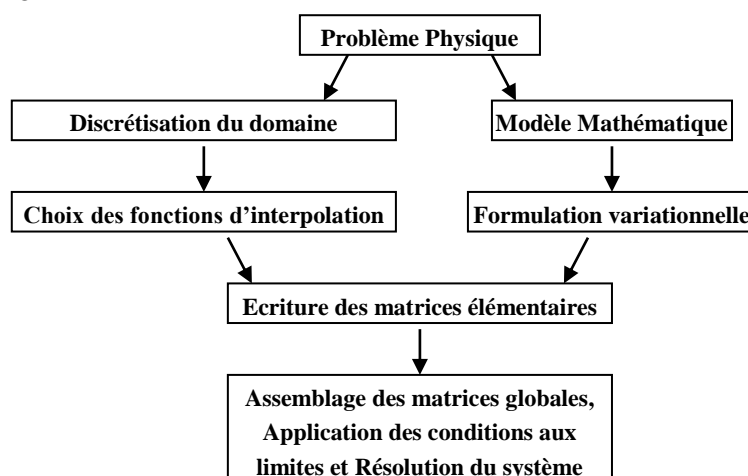 Problème Physique
Discrétisation du domaine
Modèle Mathématique
Choix des fonctions d’interpolation
Formulation variationnelle
Ecriture des matrices élémentaires
Assemblage des matrices globales,
Application des conditions aux
limites et Résolution du système